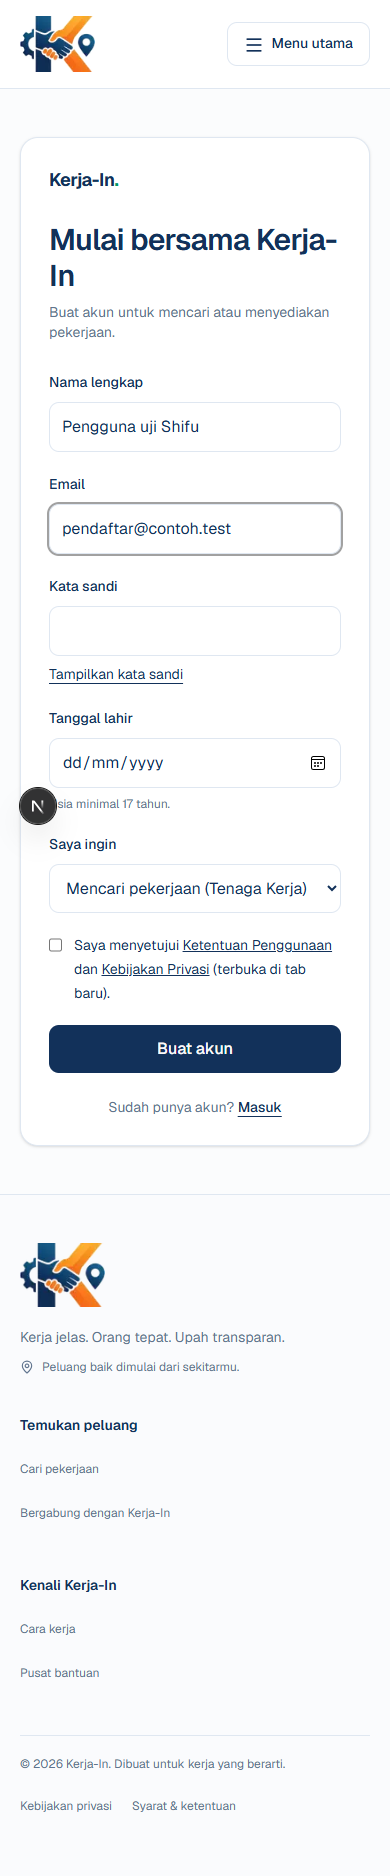 Menu utama
Kerja-In.
Mulai bersama Kerja-
In
Buat akun untuk mencari atau menyediakan
pekerjaan.
Nama lengkap
Pengguna uji Shifu
Email
pendaftar@contoh.test
Kata sandi
Tampilkan kata sandi
Tanggal lahir
dd/mm/yyyy
sia minimal 17 tahun.
Saya ingin
Mencari pekerjaan (Tenaga Kerja)
Saya menyetujui Ketentuan Penggunaan
dan Kebijakan Privasi (terbuka di tab
baru).
Buat akun
Sudah punya akun? Masuk
Kerja jelas. Orang tepat. Upah transparan.
Peluang baik dimulai dari sekitarmu.
Temukan peluang
Cari pekerjaan
Bergabung dengan Kerja-In
Kenali Kerja-In
Cara kerja
Pusat bantuan
© 2026 Kerja-In. Dibuat untuk kerja yang berarti.
Kebijakan privasi Syarat & ketentuan